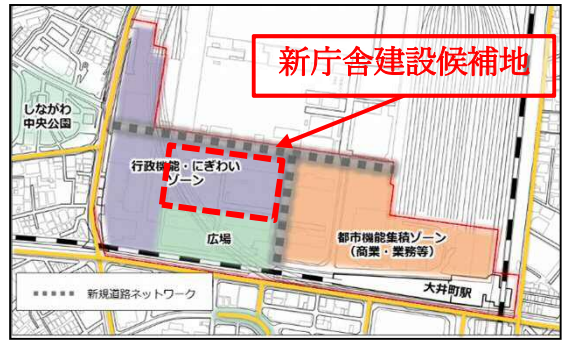 新庁舎建設候補地
しながわ
中央公園
行政機能・にぎわい
ゾーン
広場
都市機能集積ゾーン
(商業・業務等)
大井町駅
新規道路ネットワーク